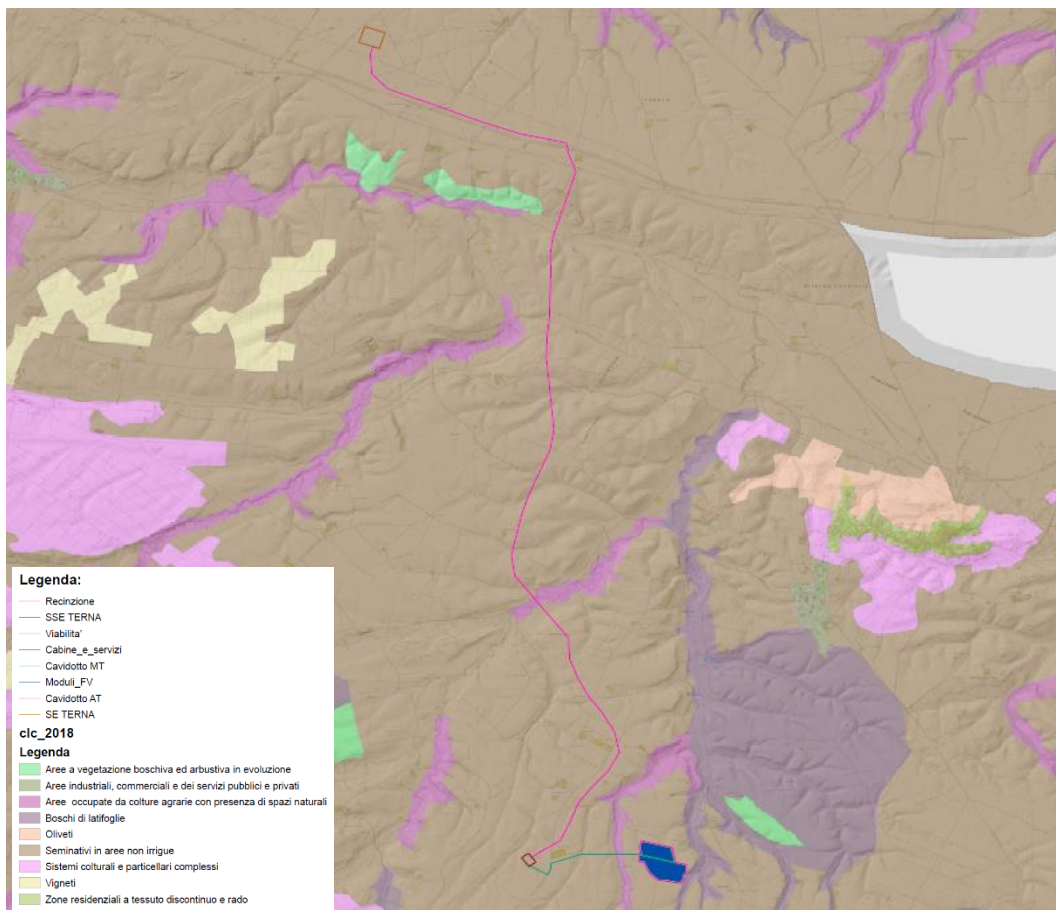 Legenda:
Recinzione
SSE TERNA
Viabilita'
Cabine_e_servizi
Cavidotto MT
Moduli_FV
Cavidotto AT
SE TERNA
clc_2018
Legenda
Aree a vegetazione boschiva ed arbustiva in evoluzione
Aree industriali, commerciali e dei servizi pubblici e privati
Aree occupate da colture agrarie con presenza di spazi naturali
Boschi di latifoglie
Oliveti
Seminativi in aree non irrigue
Sistemi colturali e particellari complessi
Vigneti
Zone residenziali a tessuto discontinuo e rado